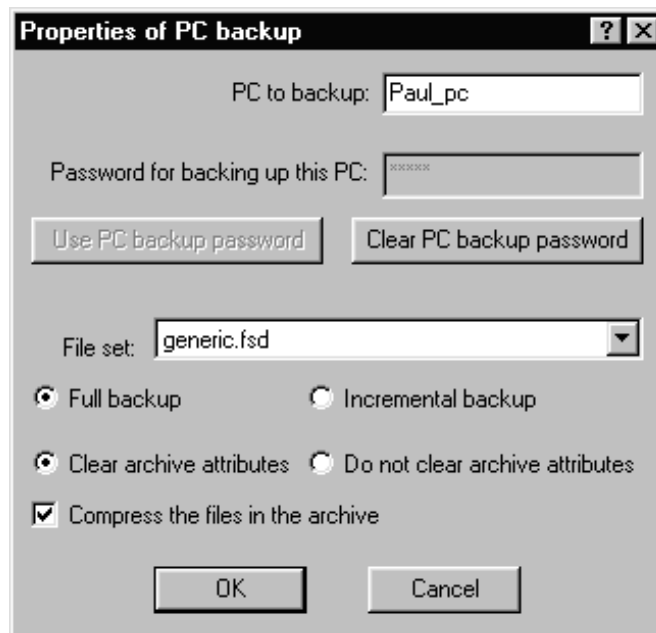 Properties of PC backup
PC to backup: Paul_pc
Password for backing up this PC: *****
Use PC backup password Clear PC backup password
File set: generic.fsd
Full backup Incremental backup
Clear archive attributes Do not clear archive attributes
Compress the files in the archive
OK Cancel